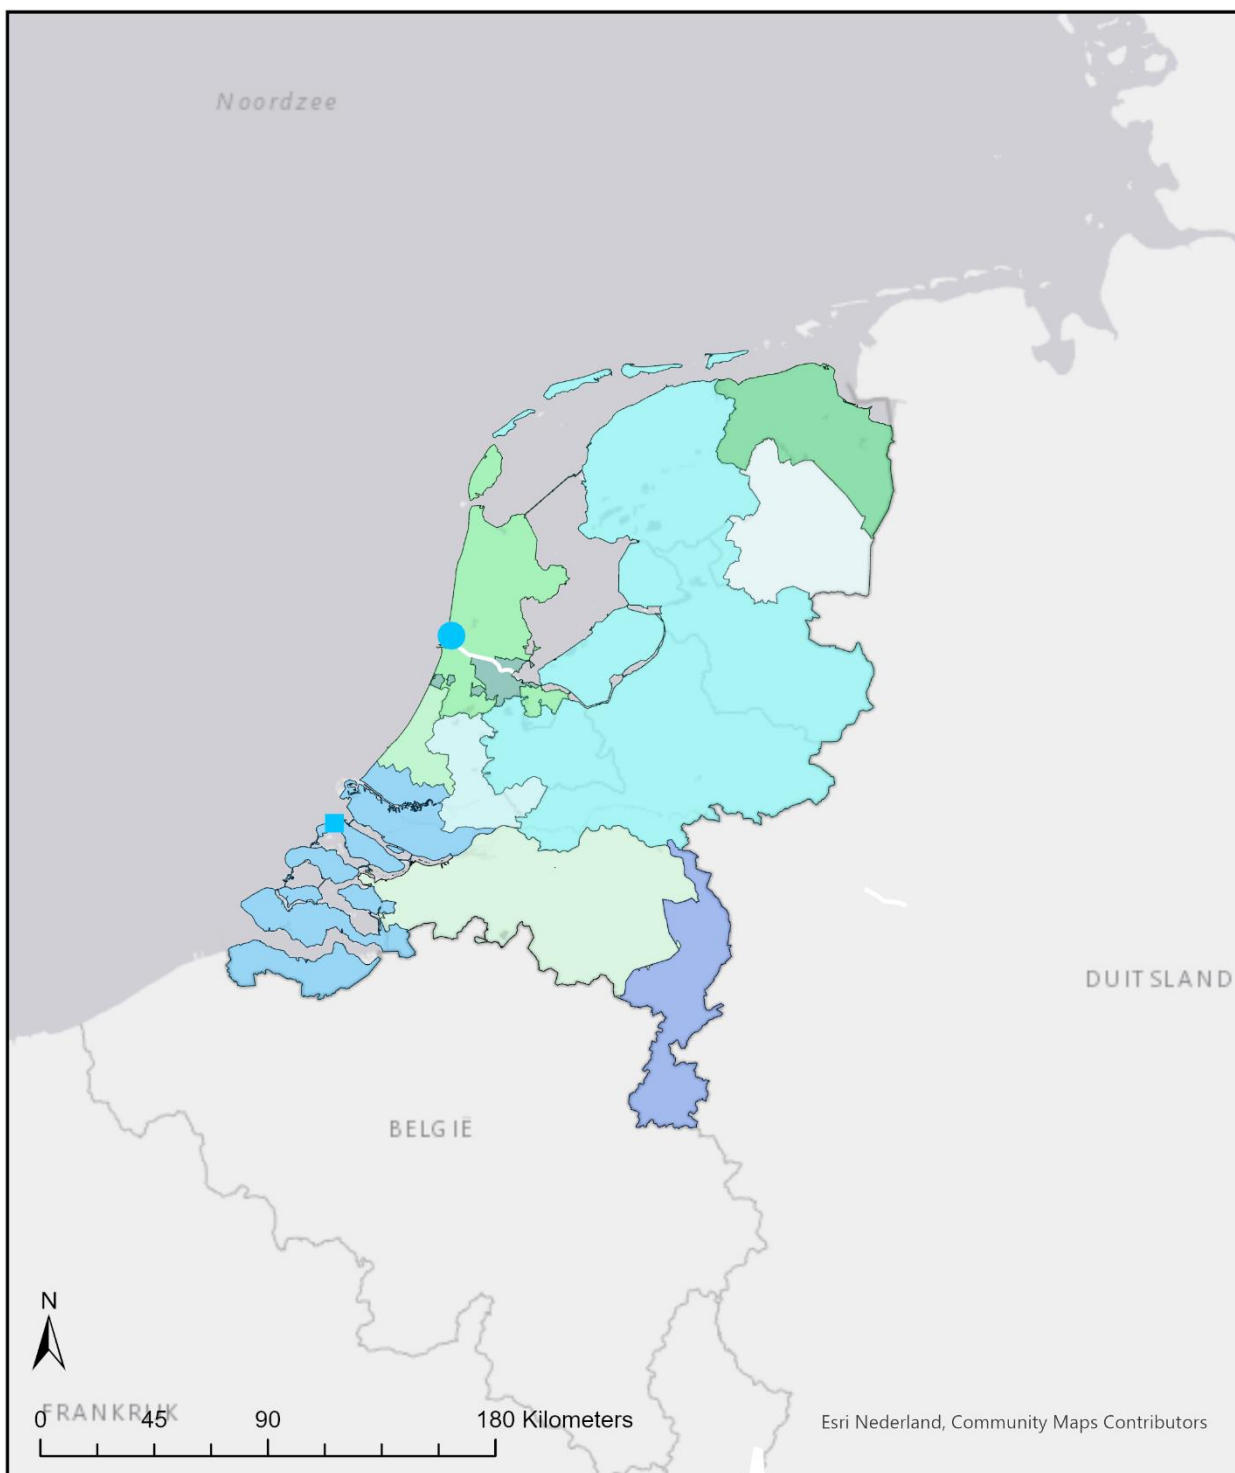 Noordzee
DUITSLAND
BELGIË
N
FRANKRIJK
0 45 90 180 Kilometers
Esri Nederland, Community Maps Contributors